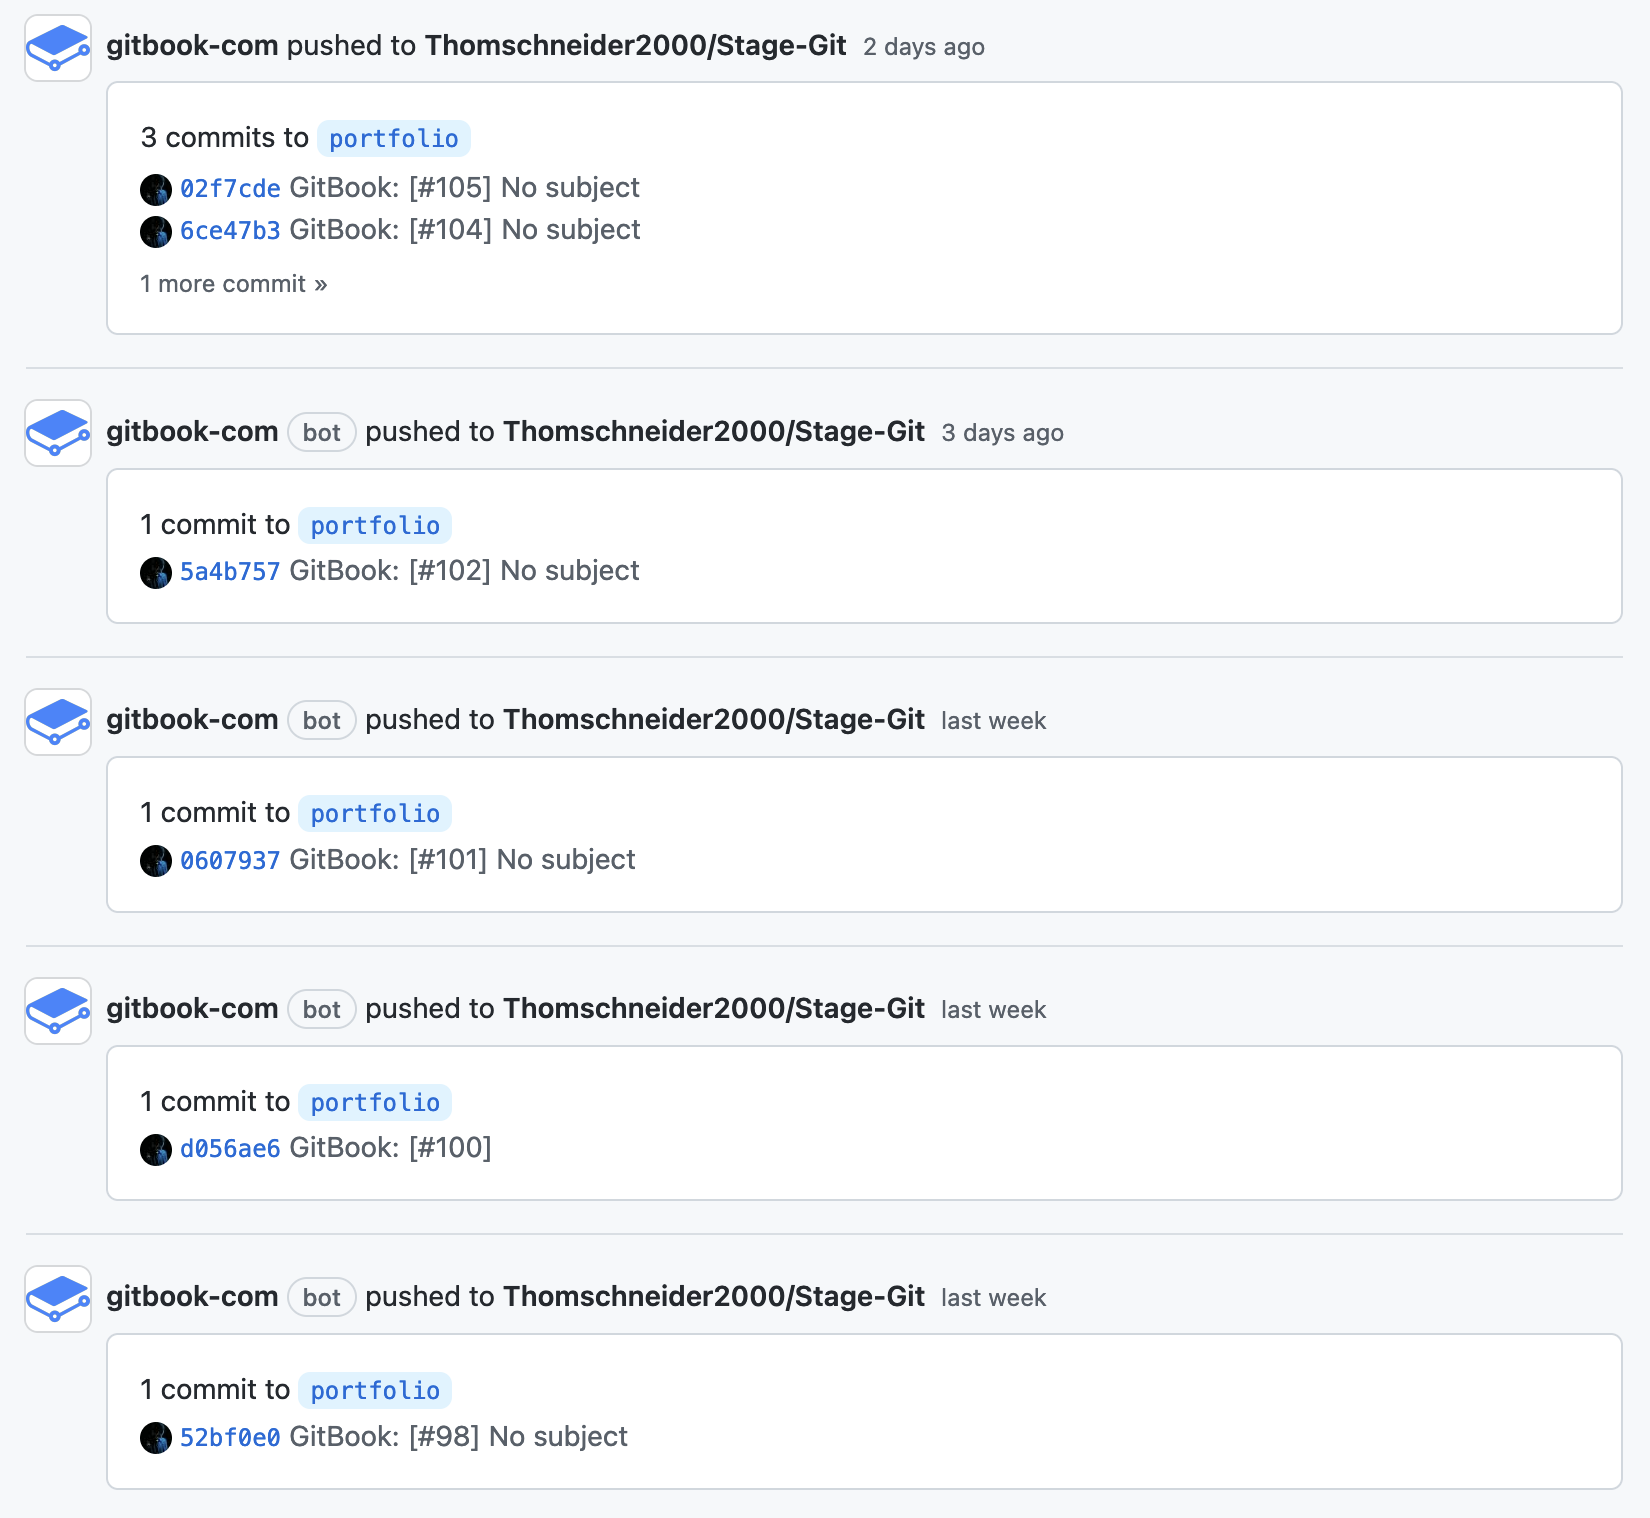 gitbook-com pushed to Thomschneider2000/Stage-Git 2 days ago
3 commits to portfolio
02f7cde GitBook: [#105] No subject
6ce47b3 GitBook: [#104] No subject
1 more commit »
gitbook-com bot pushed to Thomschneider2000/Stage-Git 3 days ago
1 commit to portfolio
5a4b757 GitBook: [#102] No subject
gitbook-com bot pushed to Thomschneider2000/Stage-Git last week
1 commit to portfolio
0607937 GitBook: [#101] No subject
gitbook-com bot pushed to Thomschneider2000/Stage-Git last week
1 commit to portfolio
d056ae6 GitBook: [#100]
gitbook-com bot pushed to Thomschneider2000/Stage-Git last week
1 commit to portfolio
52bf0e0 GitBook: [#98] No subject